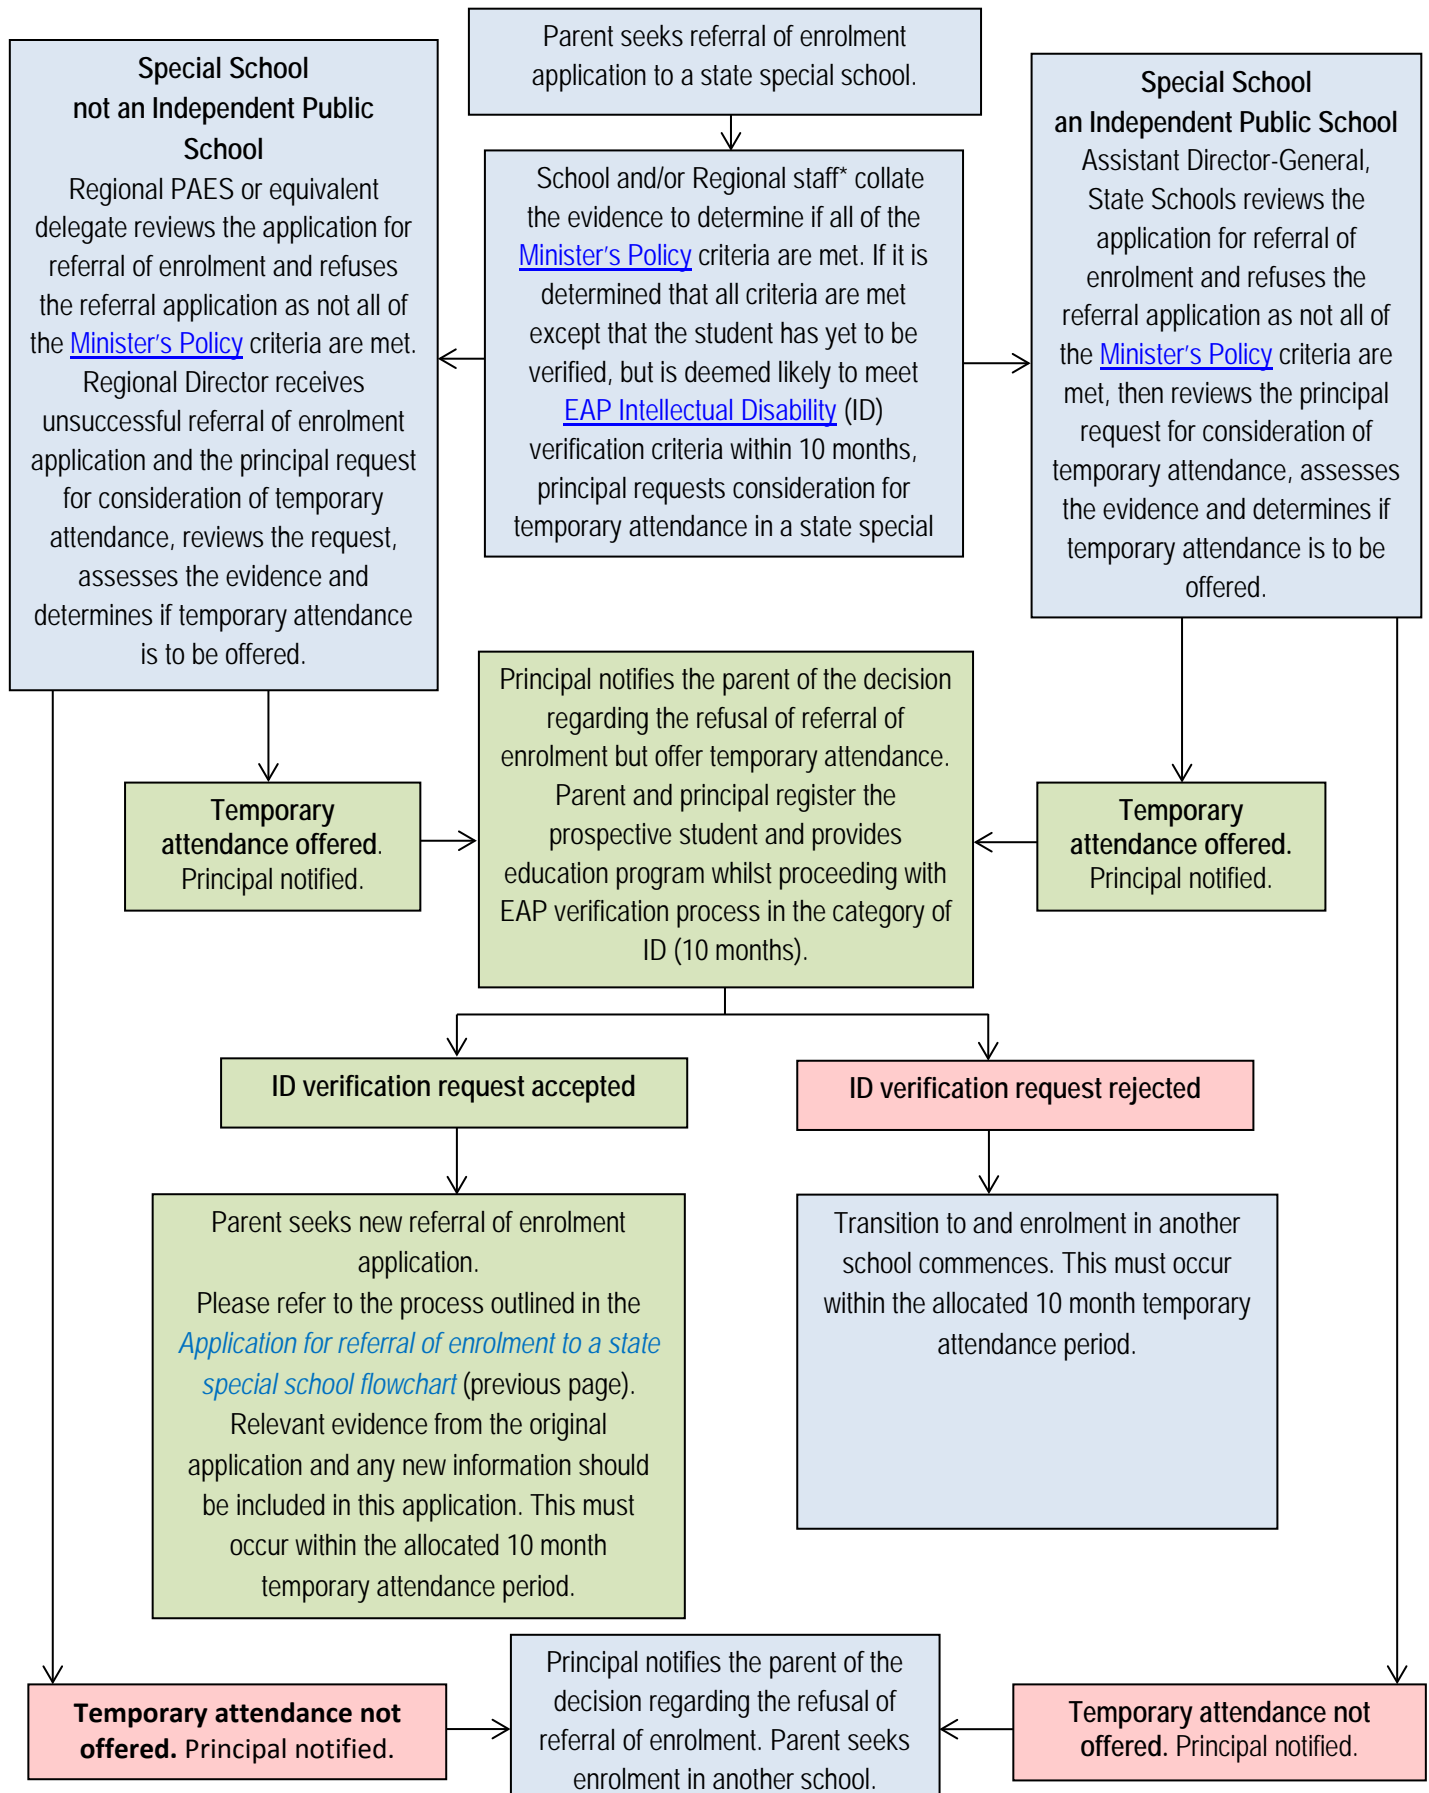 Parent seeks referral of enrolment
application to a state special school.
Special School
not an Independent Public
School
Regional PAES or equivalent
delegate reviews the application for
referral of enrolment and refuses
the referral application as not all of
the Minister's Policy criteria are met.
Regional Director receives
unsuccessful referral of enrolment
application and the principal request
for consideration of temporary
attendance, reviews the request,
assesses the evidence and
determines if temporary attendance
is to be offered.
School and/or Regional staff* collate
the evidence to determine if all of the
Minister's Policy criteria are met. If it is
determined that all criteria are met
except that the student has yet to be
verified, but is deemed likely to meet
EAP Intellectual Disability (ID)
verification criteria within 10 months,
principal requests consideration for
temporary attendance in a state special
Special School
an Independent Public School
Assistant Director-General,
State Schools reviews the
application for referral of
enrolment and refuses the
referral application as not all of
the Minister's Policy criteria are
met, then reviews the principal
request for consideration of
temporary attendance, assesses
the evidence and determines if
temporary attendance is to be
offered.
Temporary
attendance offered.
Principal notified.
Principal notifies the parent of the decision
regarding the refusal of referral of
enrolment but offer temporary attendance.
Parent and principal register the
prospective student and provides
education program whilst proceeding with
EAP verification process in the category of
ID (10 months).
Temporary
attendance offered.
Principal notified.
ID verification request accepted
ID verification request rejected
Parent seeks new referral of enrolment
application.
Please refer to the process outlined in the
Application for referral of enrolment to a state
special school flowchart (previous page).
Relevant evidence from the original
application and any new information should
be included in this application. This must
occur within the allocated 10 month
temporary attendance period.
Transition to and enrolment in another
school commences. This must occur
within the allocated 10 month temporary
attendance period.
Temporary attendance not
offered. Principal notified.
Principal notifies the parent of the
decision regarding the refusal of
referral of enrolment. Parent seeks
enrolment in another school.
Temporary attendance not
offered. Principal notified.